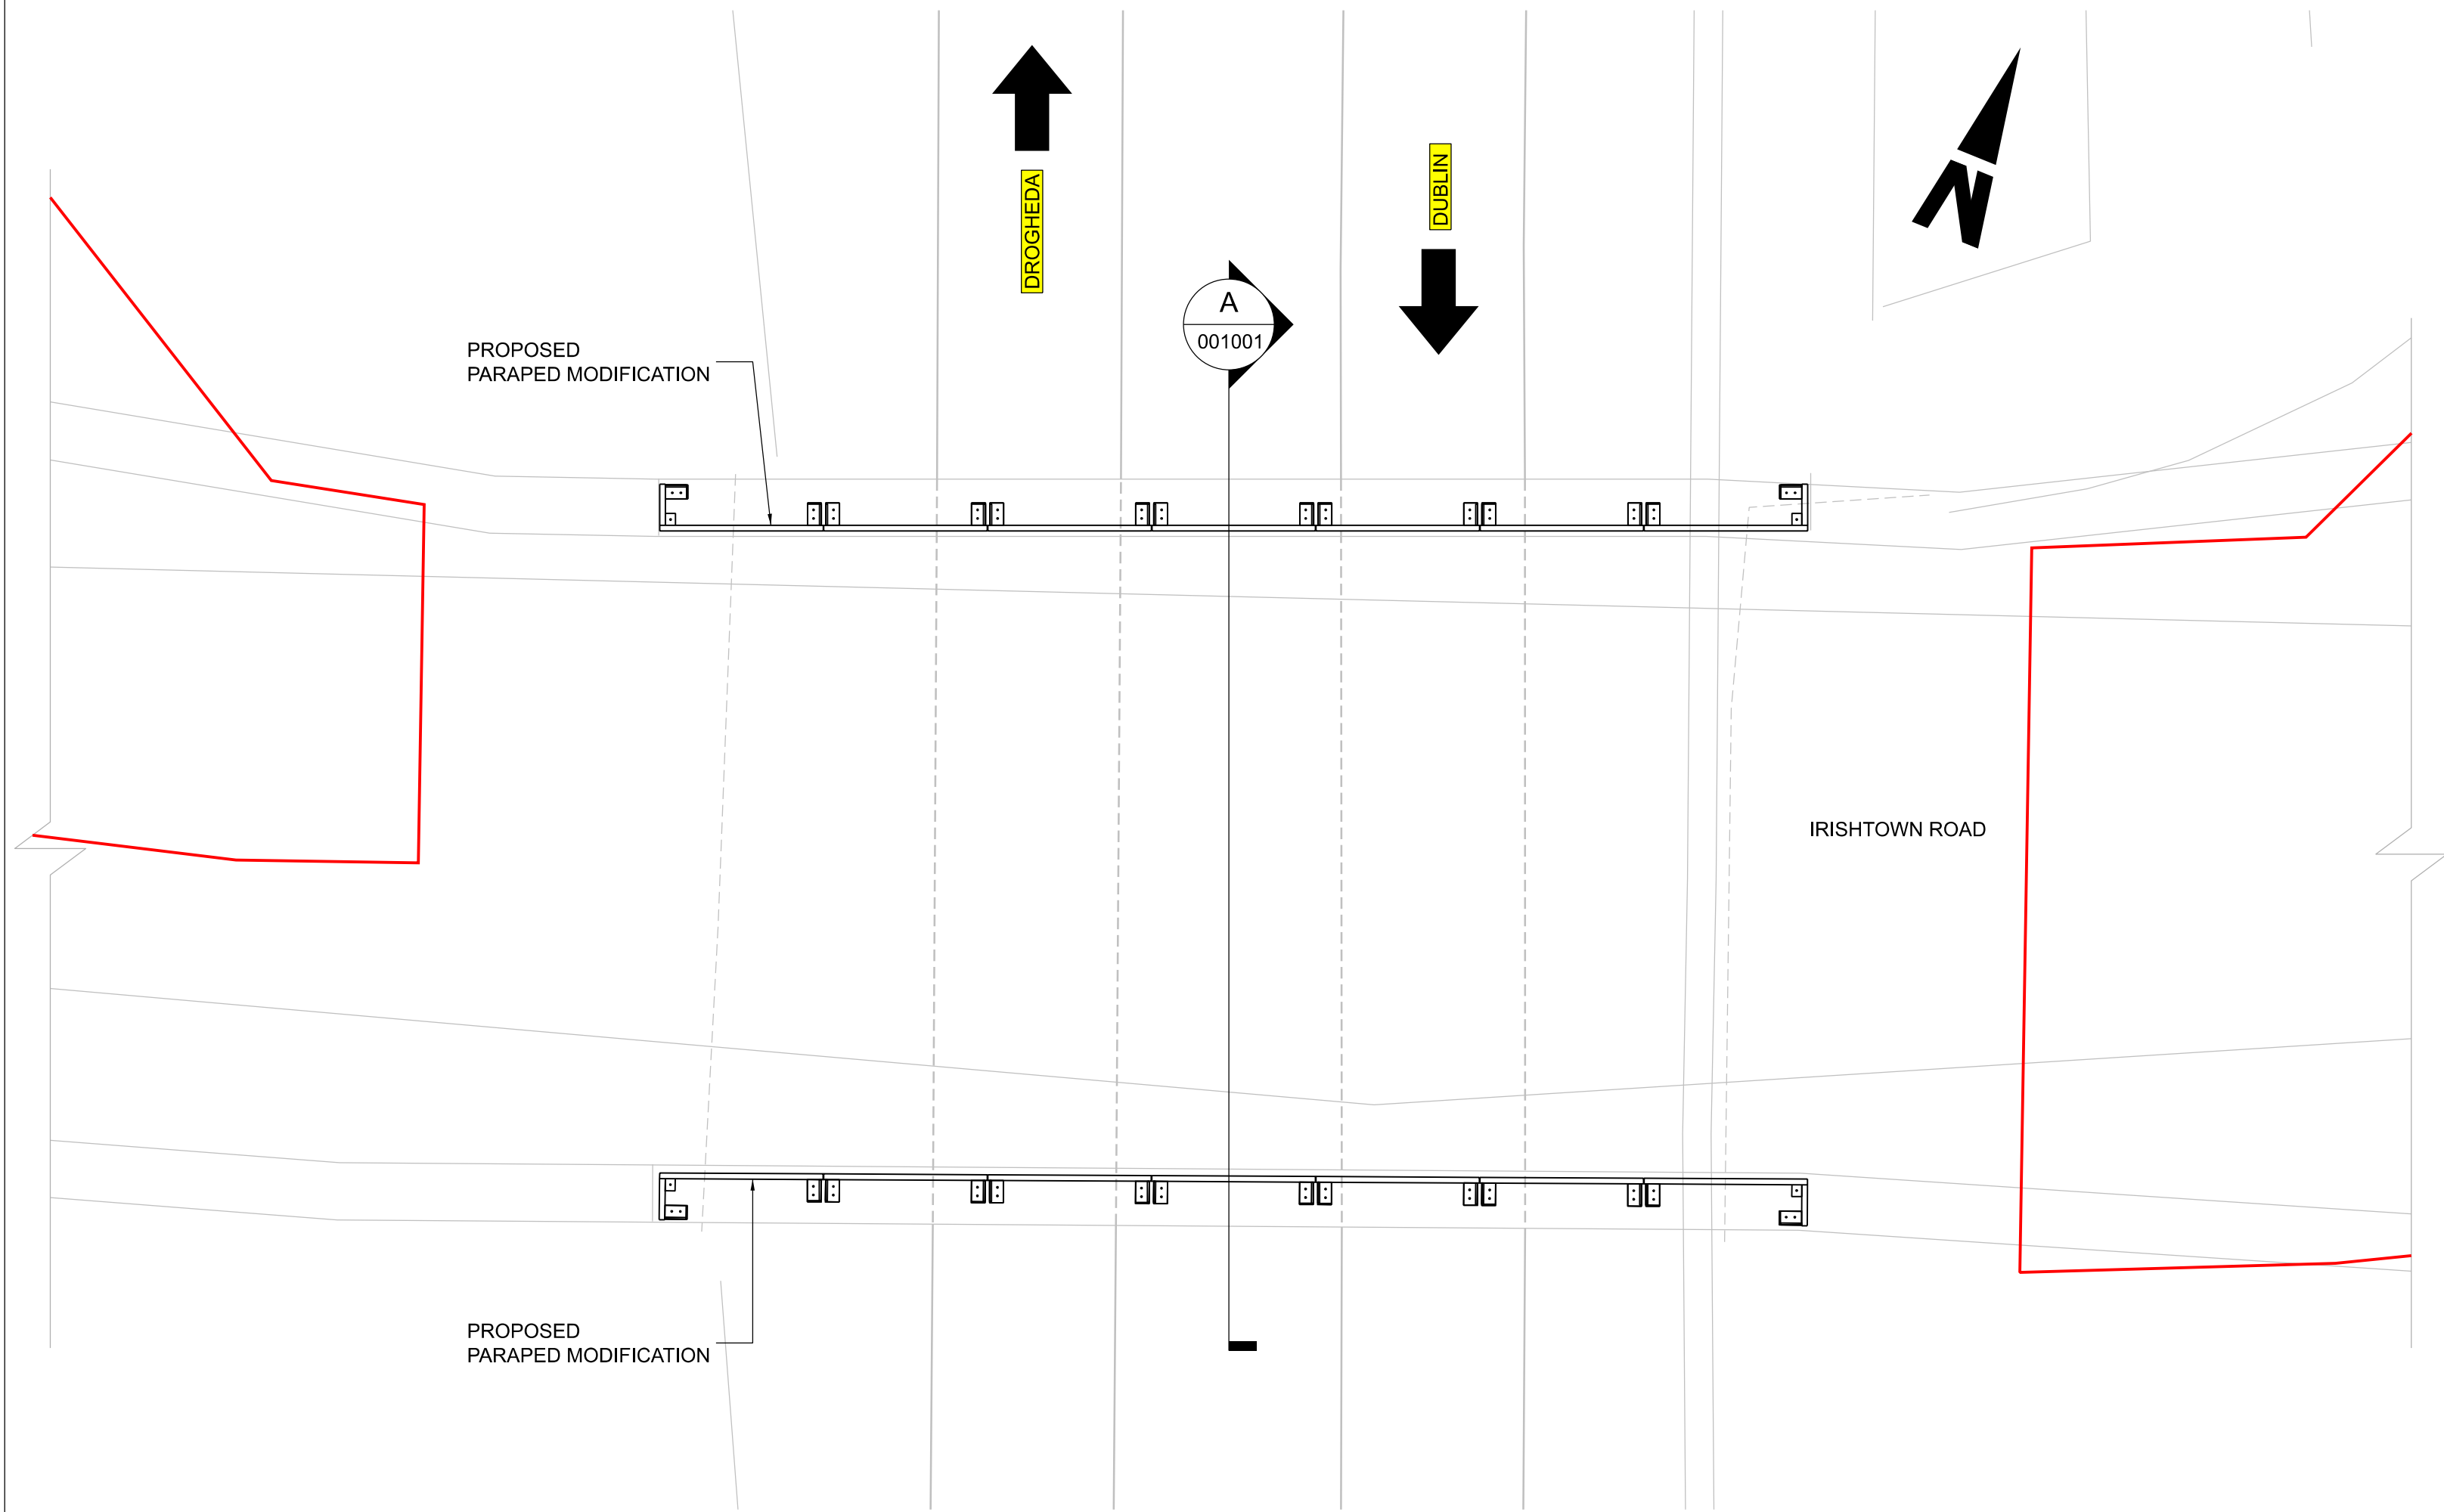 DROGHEDA
DUBLIN
N
A
001001
PROPOSED
PARAPED MODIFICATION
IRISHTOWN ROAD
PROPOSED
PARAPED MODIFICATION